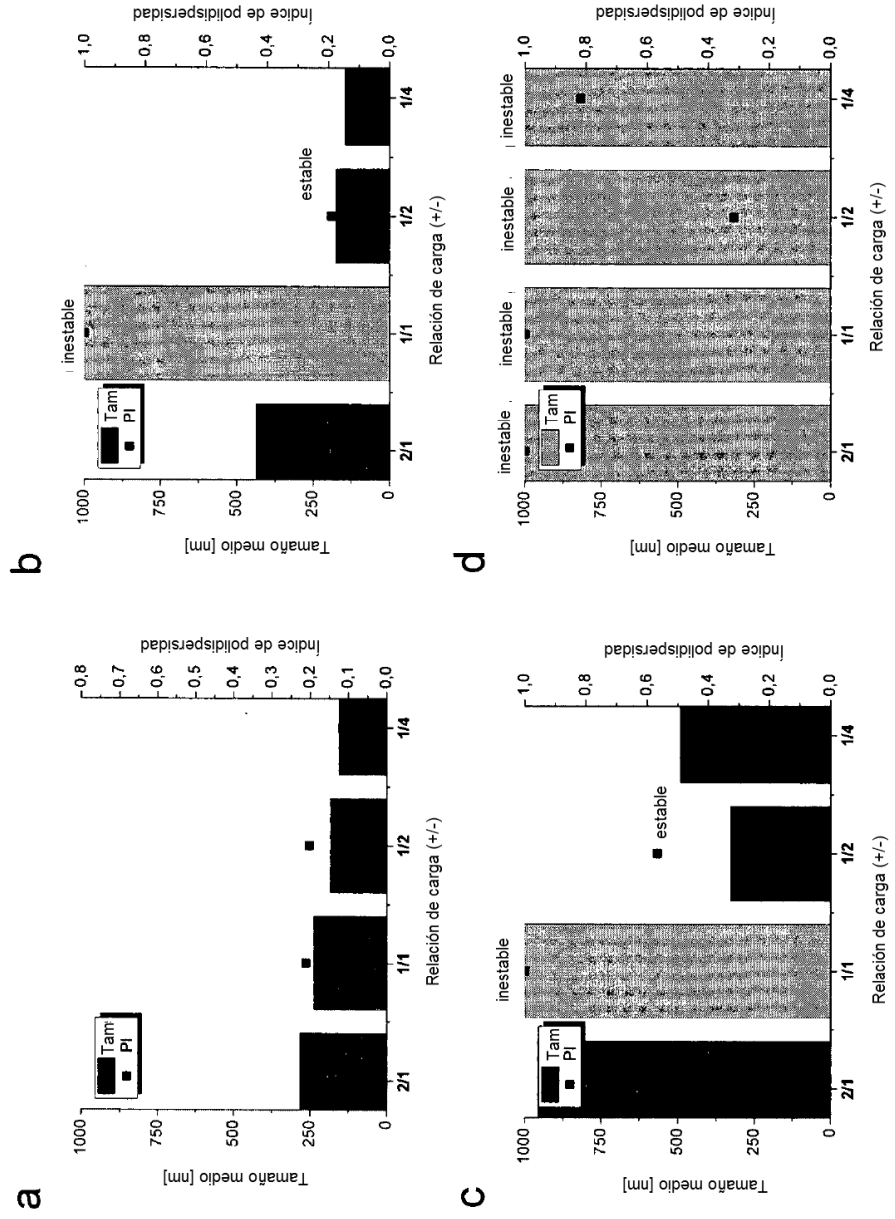 a
Tamaño medio [nm]
1000
750
500
250
0
Tam
PI
2/1
1/1
1/2
1/4
Relación de carga (+/-)
0,8
0,7
0,6
0,5
0,4
0,3
0,2
0,1
0,0
Índice de polidispersidad
b
Tamaño medio [nm]
1000
750
500
250
0
Tam
PI
inestable
estable
2/1
1/1
1/2
1/4
Relación de carga (+/-)
1,0
0,8
0,6
0,4
0,2
0,0
Índice de polidispersidad
c
Tamaño medio [nm]
1000
750
500
250
0
Tam
PI
inestable
estable
2/1
1/1
1/2
1/4
Relación de carga (+/-)
1,0
0,8
0,6
0,4
0,2
0,0
Índice de polidispersidad
d
Tamaño medio [nm]
1000
750
500
250
0
Tam
PI
inestable
inestable
inestable
inestable
2/1
1/1
1/2
1/4
Relación de carga (+/-)
1,0
0,8
0,6
0,4
0,2
0,0
Índice de polidispersidad